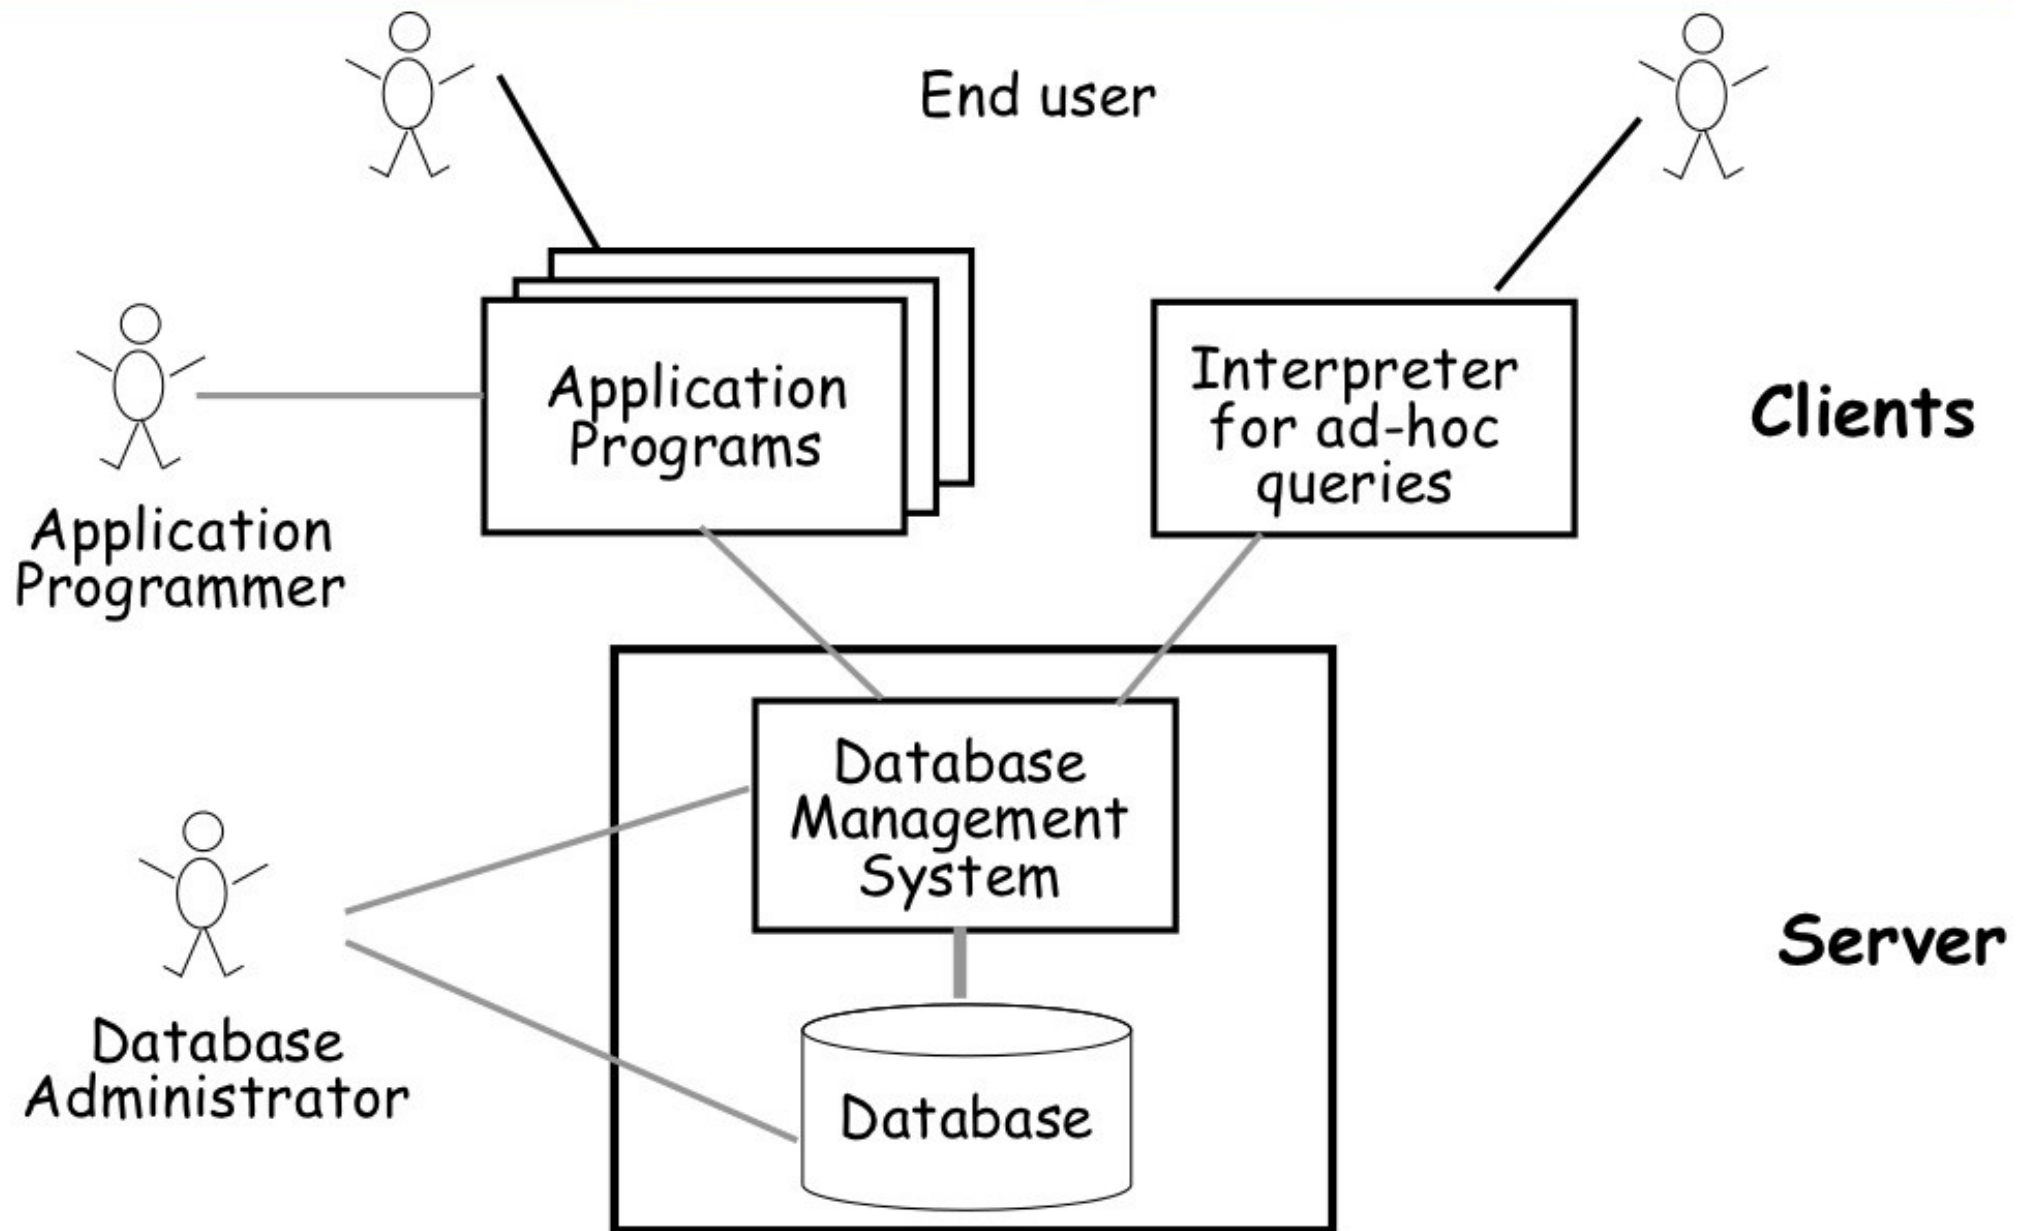 End user
Application
Programs
Interpreter
for ad-hoc
queries
Clients
Application
Programmer
Database
Management
System
Server
Database
Administrator
Database